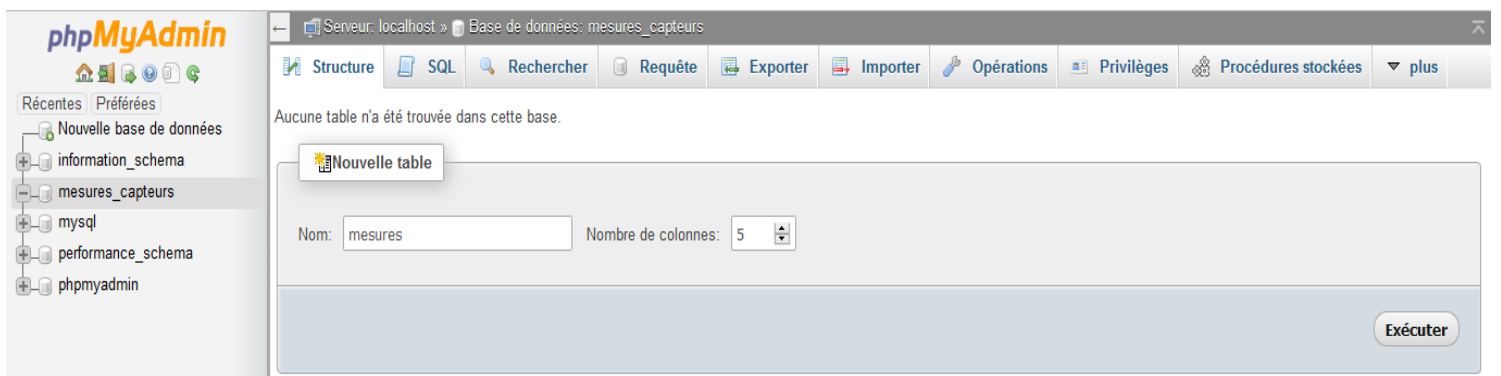 phpMyAdmin
Récentes Préférées
Nouvelle base de données
information_schema
mesures_capteurs
mysql
performance_schema
phpmyadmin
Serveur: localhost » Base de données: mesures_capteurs
Structure SQL Rechercher Requête Exporter Importer Opérations Privilèges Procédures stockées plus
Aucune table n'a été trouvée dans cette base.
Nouvelle table
Nom: mesures Nombre de colonnes: 5
Exécuter